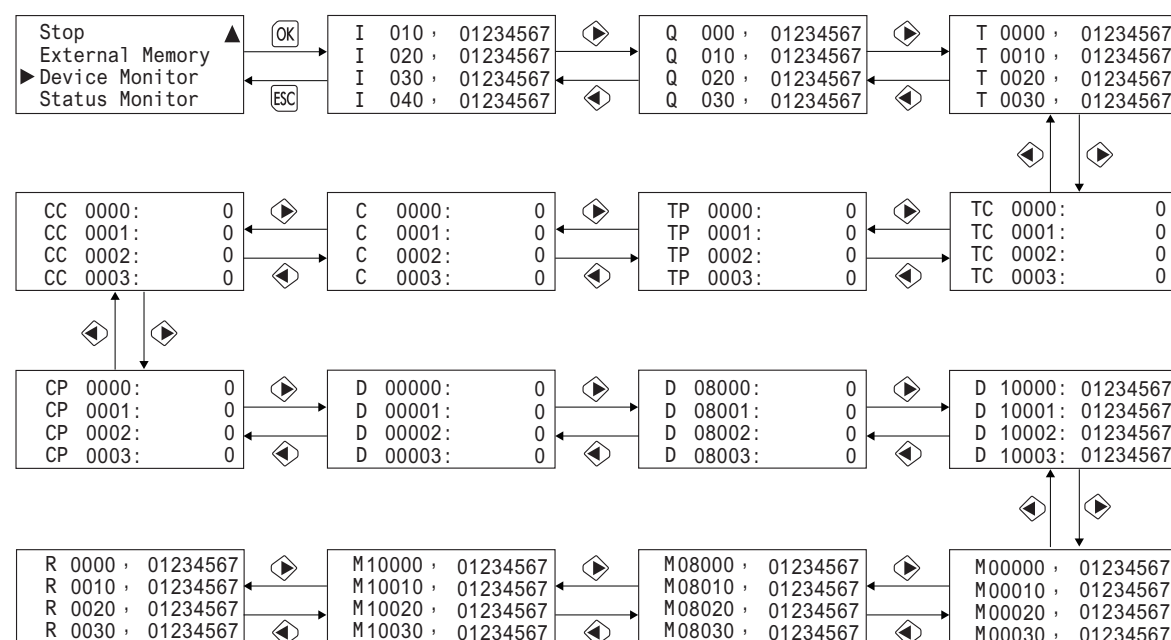 Stop ▲
External Memory
▶ Device Monitor
Status Monitor
OK
ESC
I 010, 01234567
I 020, 01234567
I 030, 01234567
I 040, 01234567
Q 000, 01234567
Q 010, 01234567
Q 020, 01234567
Q 030, 01234567
T 0000, 01234567
T 0010, 01234567
T 0020, 01234567
T 0030, 01234567
CC 0000: 0
CC 0001: 0
CC 0002: 0
CC 0003: 0
C 0000: 0
C 0001: 0
C 0002: 0
C 0003: 0
TP 0000: 0
TP 0001: 0
TP 0002: 0
TP 0003: 0
TC 0000: 0
TC 0001: 0
TC 0002: 0
TC 0003: 0
CP 0000: 0
CP 0001: 0
CP 0002: 0
CP 0003: 0
D 00000: 0
D 00001: 0
D 00002: 0
D 00003: 0
D 08000: 0
D 08001: 0
D 08002: 0
D 08003: 0
D 10000: 01234567
D 10001: 01234567
D 10002: 01234567
D 10003: 01234567
R 0000, 01234567
R 0010, 01234567
R 0020, 01234567
R 0030, 01234567
M10000, 01234567
M10010, 01234567
M10020, 01234567
M10030, 01234567
M08000, 01234567
M08010, 01234567
M08020, 01234567
M08030, 01234567
M00000, 01234567
M00010, 01234567
M00020, 01234567
M00030, 01234567